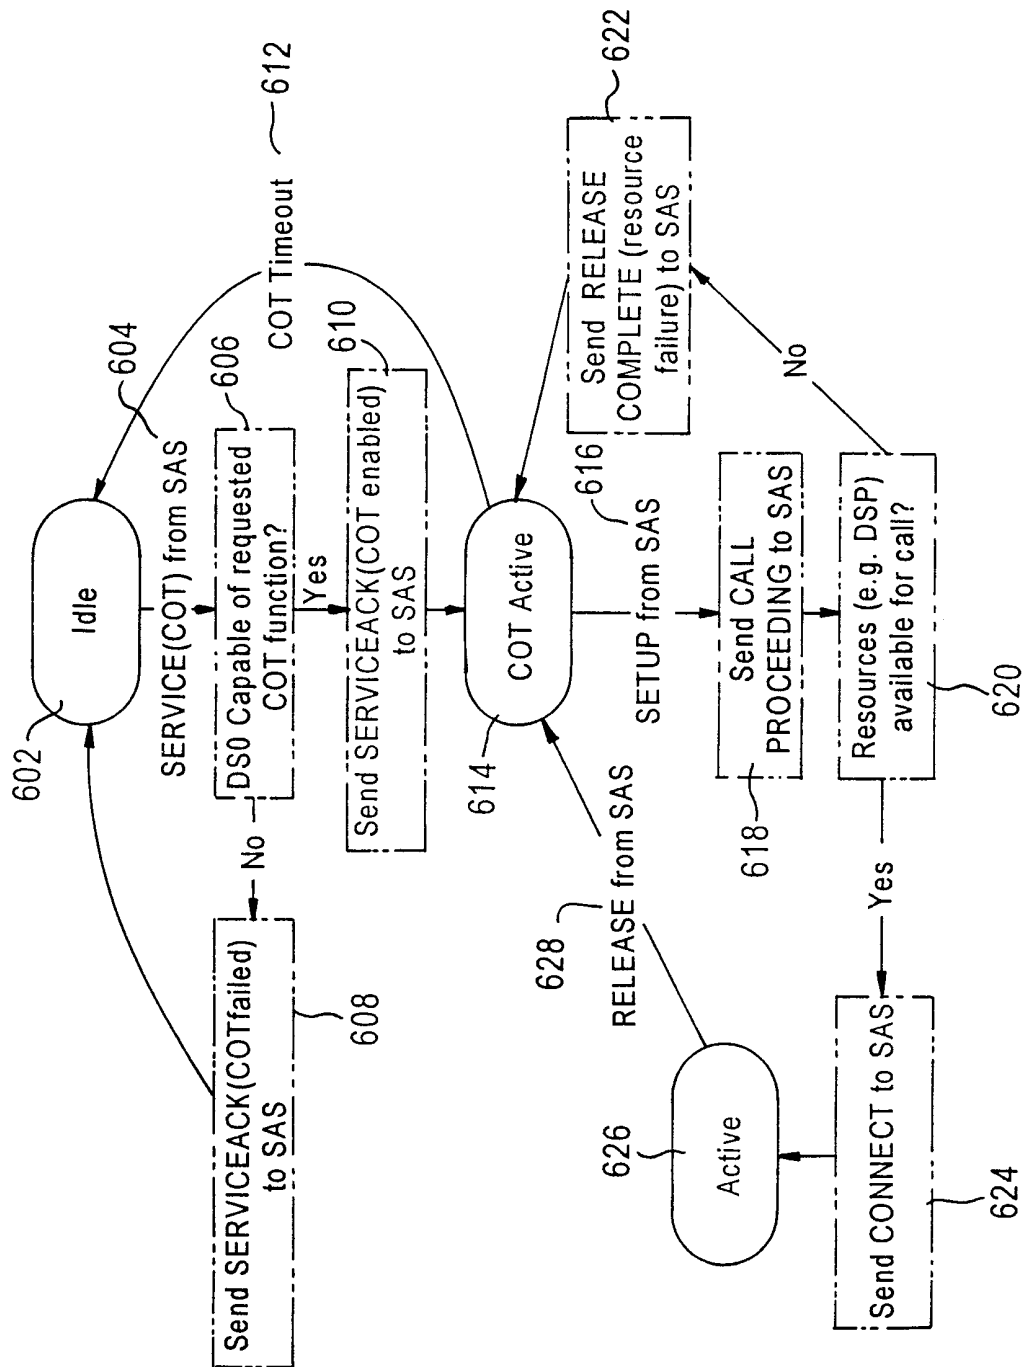 602
Idle
604
SERVICE(COT) from SAS
606
DS0 Capable of requested
COT function?
No
Yes
Send SERVICEACK(COTfailed)
to SAS
608
610
Send SERVICEACK(COT enabled)
to SAS
COT Timeout
612
614
COT Active
616
SETUP from SAS
622
Send RELEASE
COMPLETE (resource
failure) to SAS
628
RELEASE from SAS
618
Send CALL
PROCEEDING to SAS
Resources (e.g. DSP)
available for call?
620
No
Yes
626
Active
Send CONNECT to SAS
624